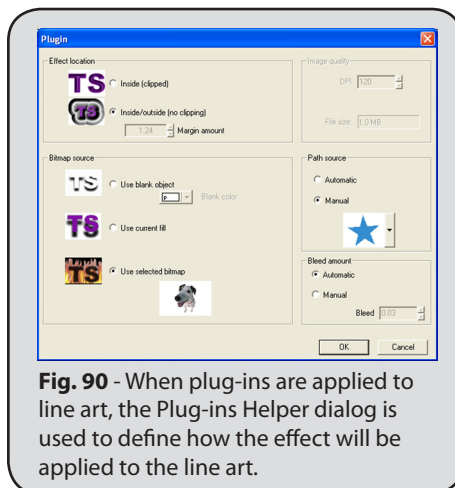 Plugin
Effect location
TS Inside (clipped)
TS Inside/outside (no clipping)
1.24 Margin amount
Image quality
DPI 120
File size: 1.0 MB
Bitmap source
TS Use blank object
P Blank color
TS Use current fill
TS Use selected bitmap
Path source
Automatic
Manual
Bleed amount
Automatic
Manual
Bleed 0.03
OK Cancel
Fig. 90 - When plug-ins are applied to
line art, the Plug-ins Helper dialog is
used to define how the effect will be
applied to the line art.